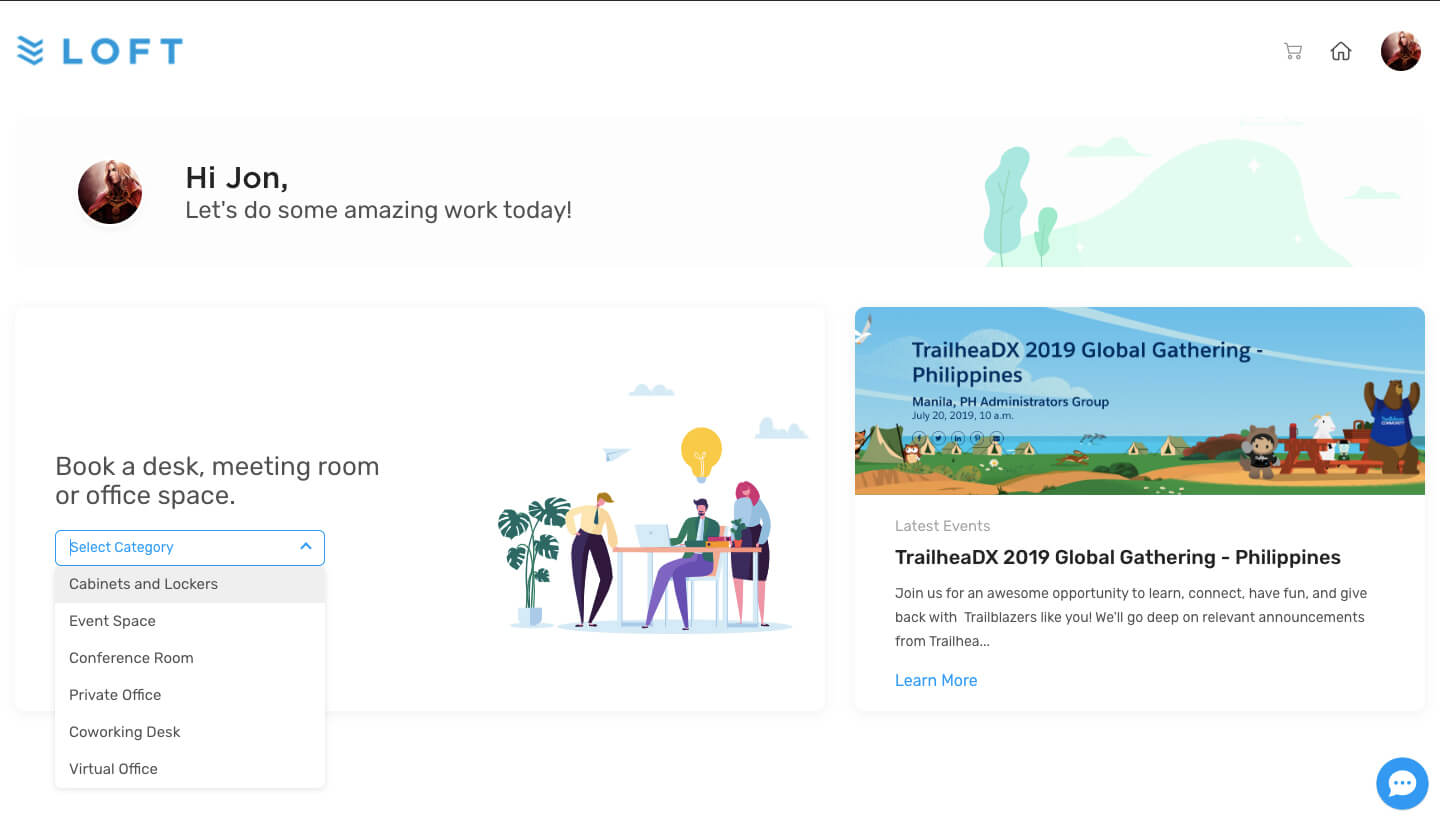 LOFT
Hi Jon,
Let's do some amazing work today!
Book a desk, meeting room
or office space.
Select Category
Cabinets and Lockers
Event Space
Conference Room
Private Office
Coworking Desk
Virtual Office
TrailheaDX 2019 Global Gathering -
Philippines
Manila, PH Administrators Group
July 20, 2019, 10 a.m.
Latest Events
TrailheaDX 2019 Global Gathering - Philippines
Join us for an awesome opportunity to learn, connect, have fun, and give
back with  Trailblazers like you! We'll go deep on relevant announcements
from Trailhea...
Learn More